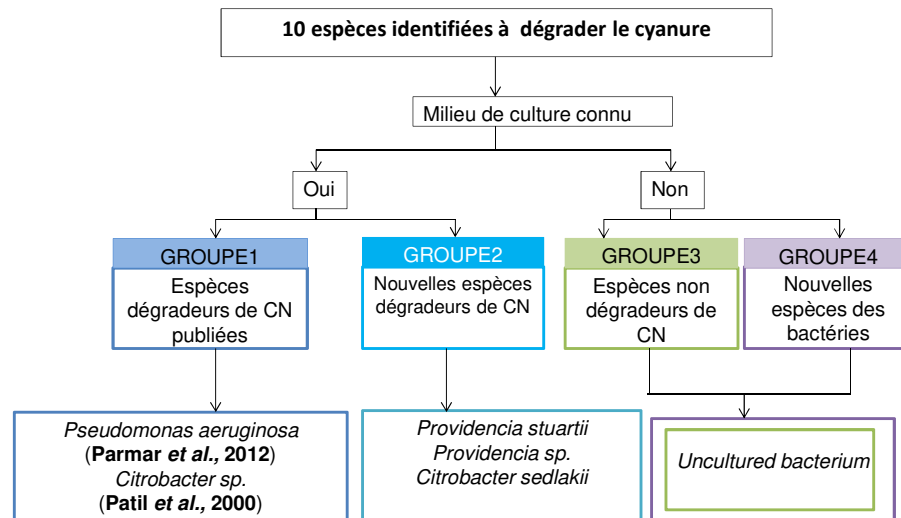 10 espèces identifiées à dégrader le cyanure
Milieu de culture connu
Oui
Non
GROUPE1
Espèces
dégradeurs de CN
publiées
GROUPE2
Nouvelles espèces
dégradeurs de CN
GROUPE3
Espèces non
dégradeurs de
CN
GROUPE4
Nouvelles
espèces des
bactéries
Pseudomonas aeruginosa
(Parmar et al., 2012)
Citrobacter sp.
(Patil et al., 2000)
Providencia stuartii
Providencia sp.
Citrobacter sedlakii
Uncultured bacterium